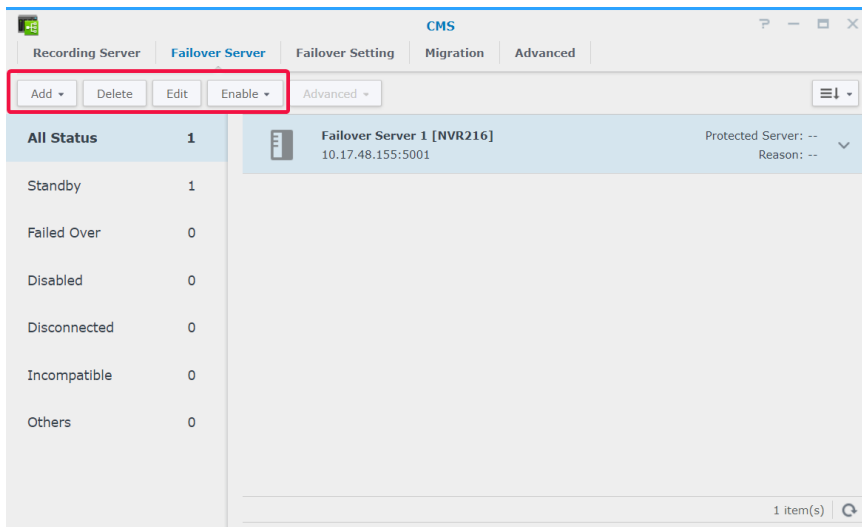 CMS
Recording Server Failover Server Failover Setting Migration Advanced
Add Delete Edit Enable Advanced
All Status 1
Standby 1
Failed Over 0
Disabled 0
Disconnected 0
Incompatible 0
Others 0
Failover Server 1 [NVR216] Protected Server: --
10.17.48.155:5001 Reason: --
1 item(s)